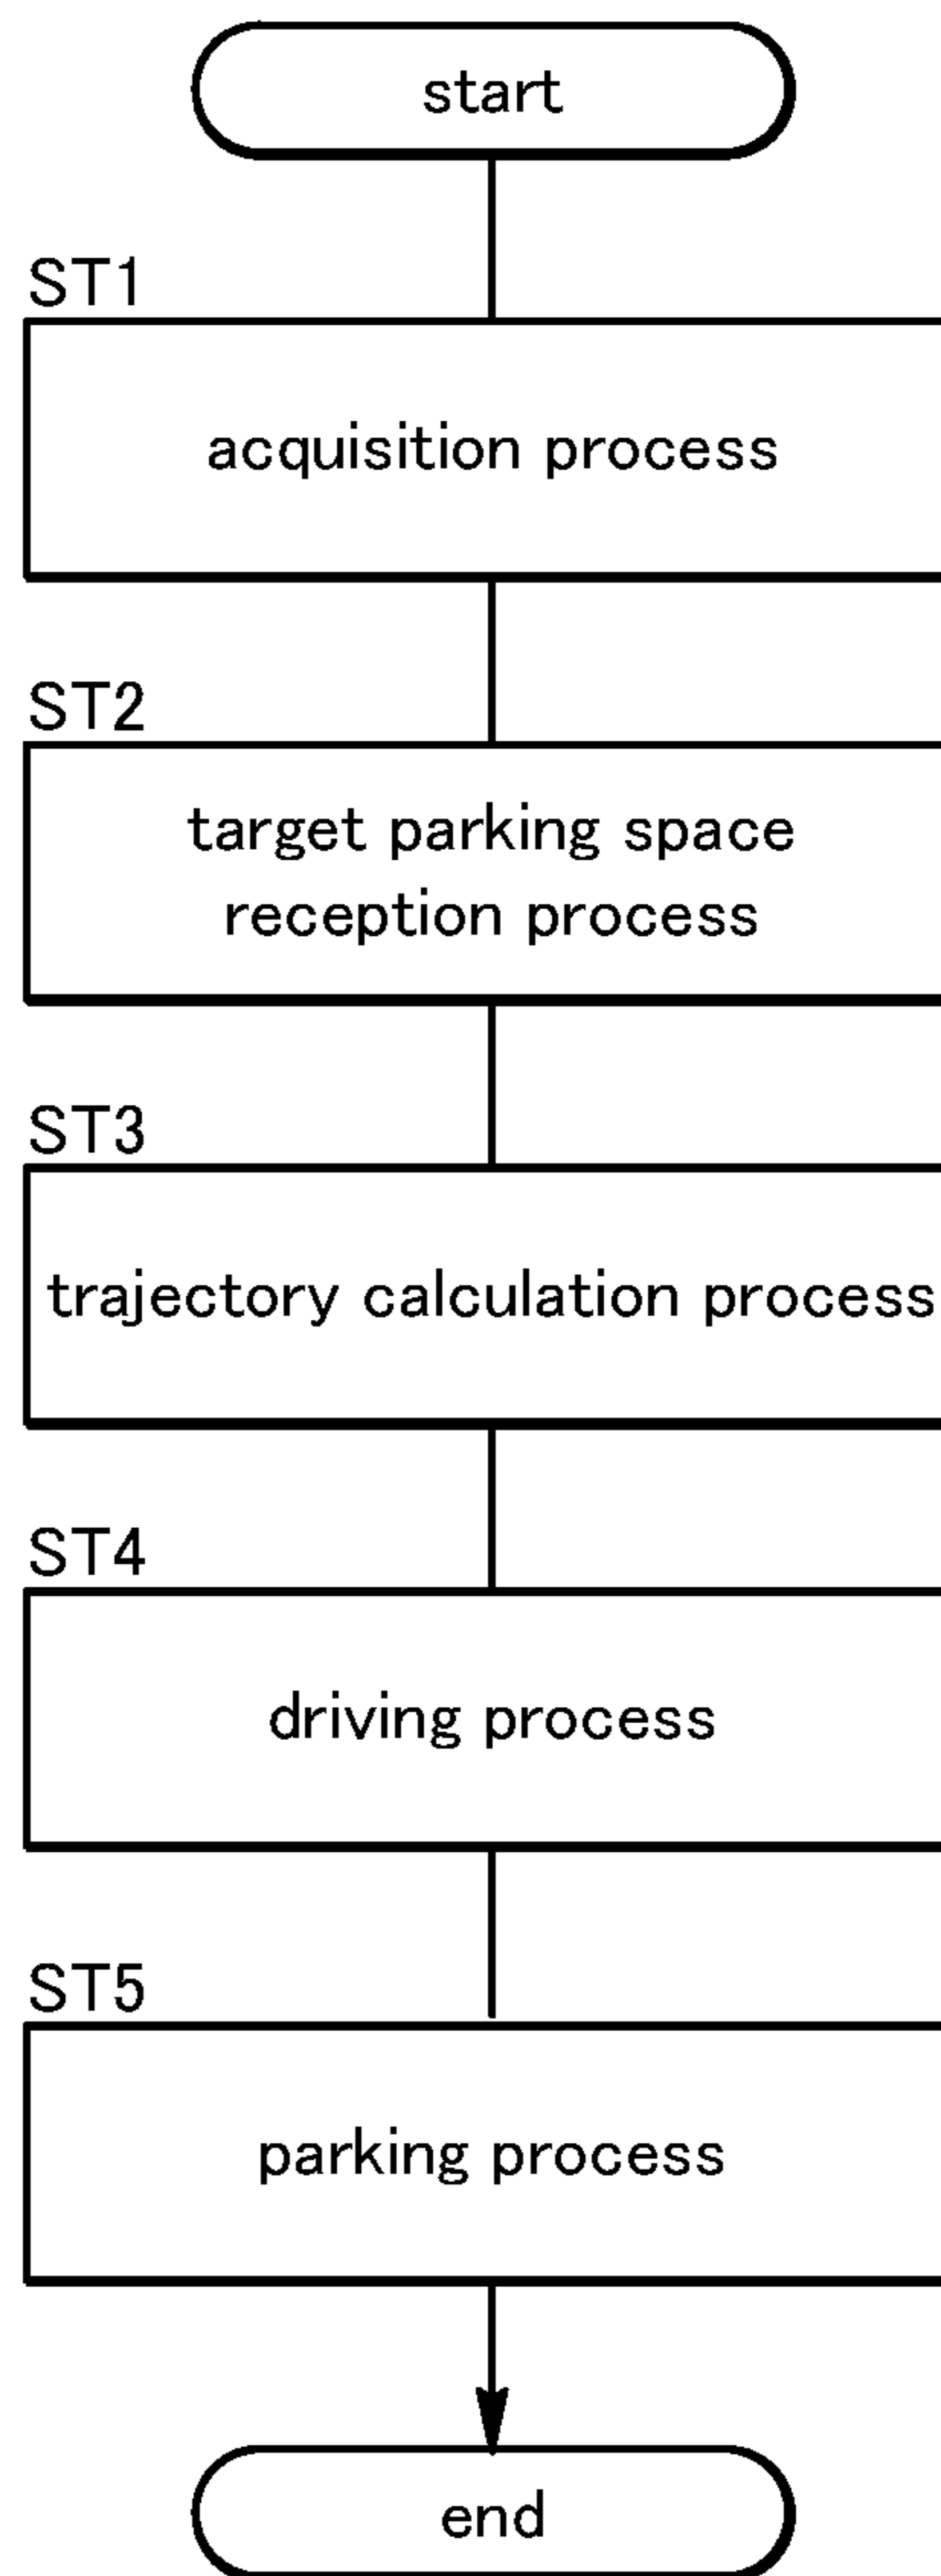 start
ST1
acquisition process
ST2
target parking space
reception process
ST3
trajectory calculation process
ST4
driving process
ST5
parking process
end